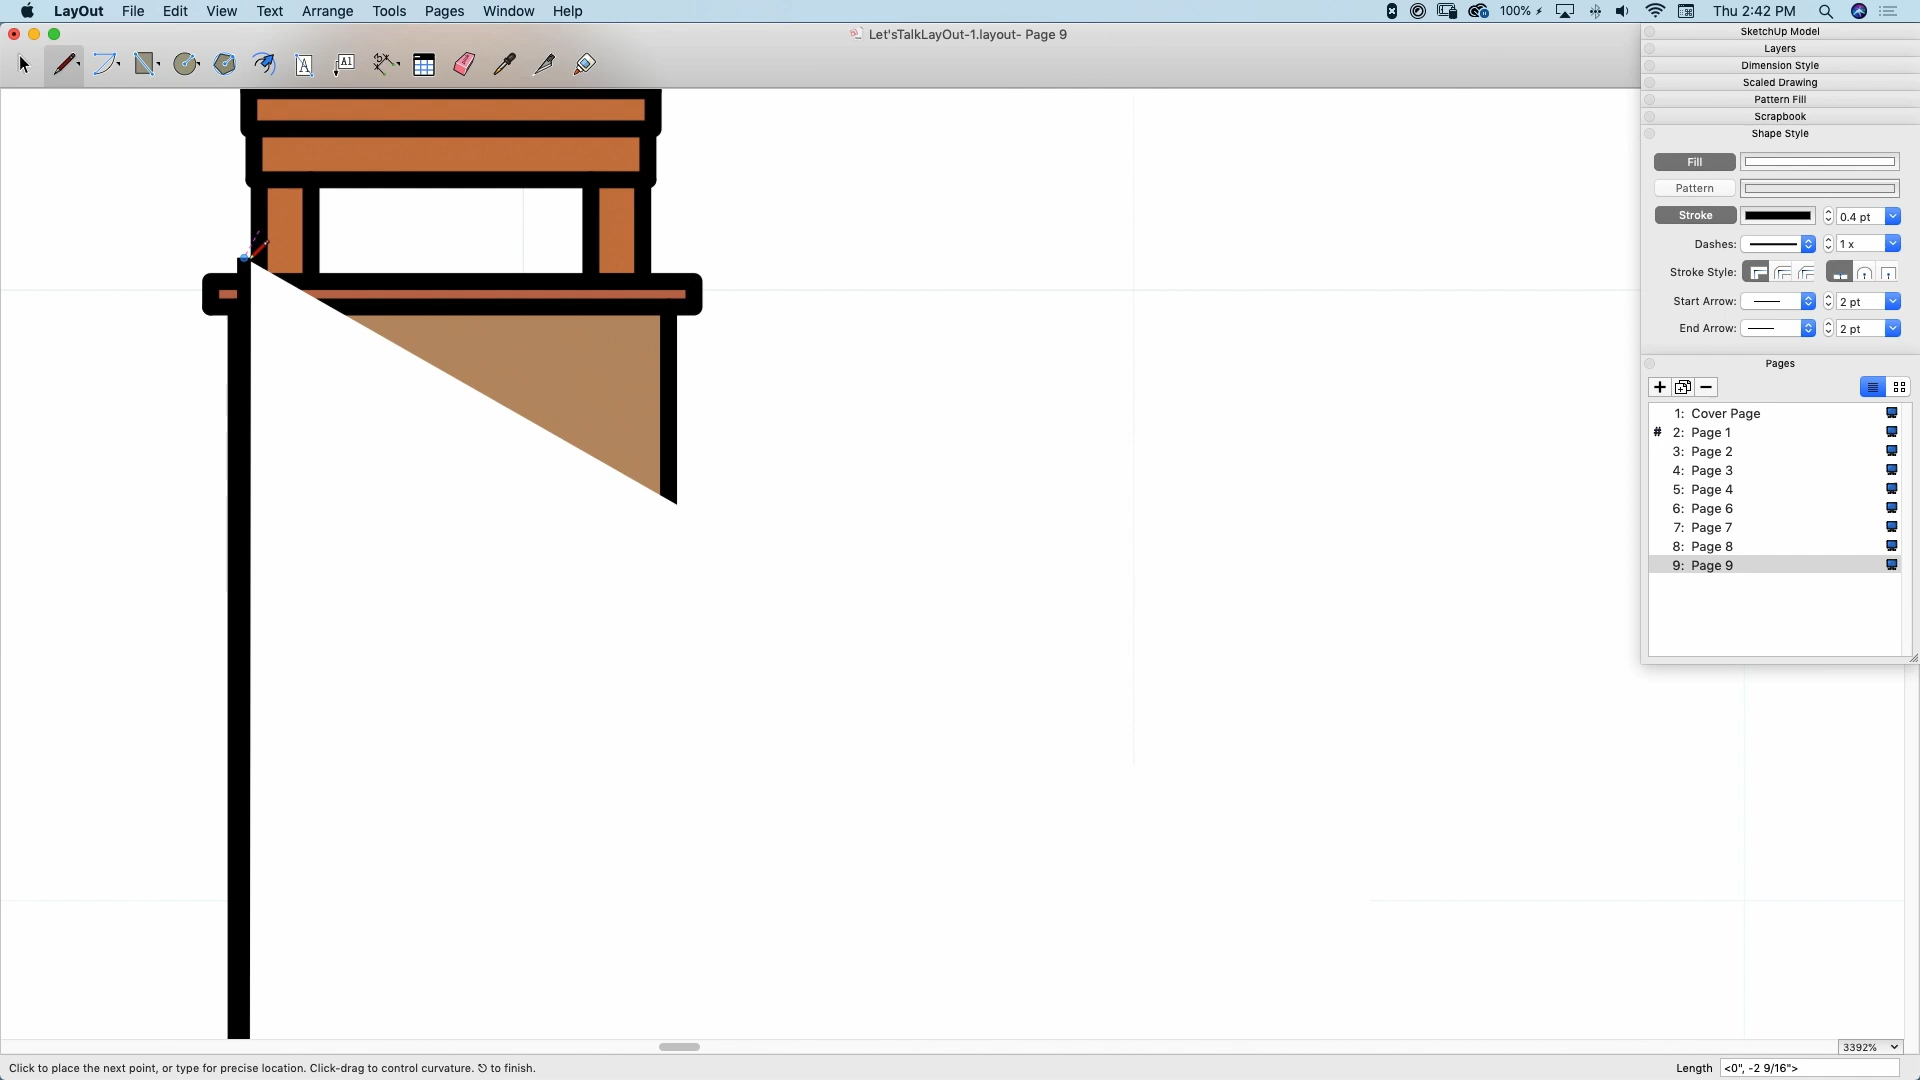 LayOut File Edit View Text Arrange Tools Pages Window Help 100% Thu 2:42 PM
Let'sTalkLayOut-1.layout- Page 9
SketchUp Model
Layers
Dimension Style
Scaled Drawing
Pattern Fill
Scrapbook
Shape Style
Fill
Pattern
Stroke 0.4 pt
Dashes: 1 x
Stroke Style:
Start Arrow: 2 pt
End Arrow: 2 pt
Pages
1: Cover Page
# 2: Page 1
3: Page 2
4: Page 3
5: Page 4
6: Page 6
7: Page 7
8: Page 8
9: Page 9
3392%
Click to place the next point, or type for precise location. Click-drag to control curvature. ⎋ to finish. Length <0", -2 9/16">